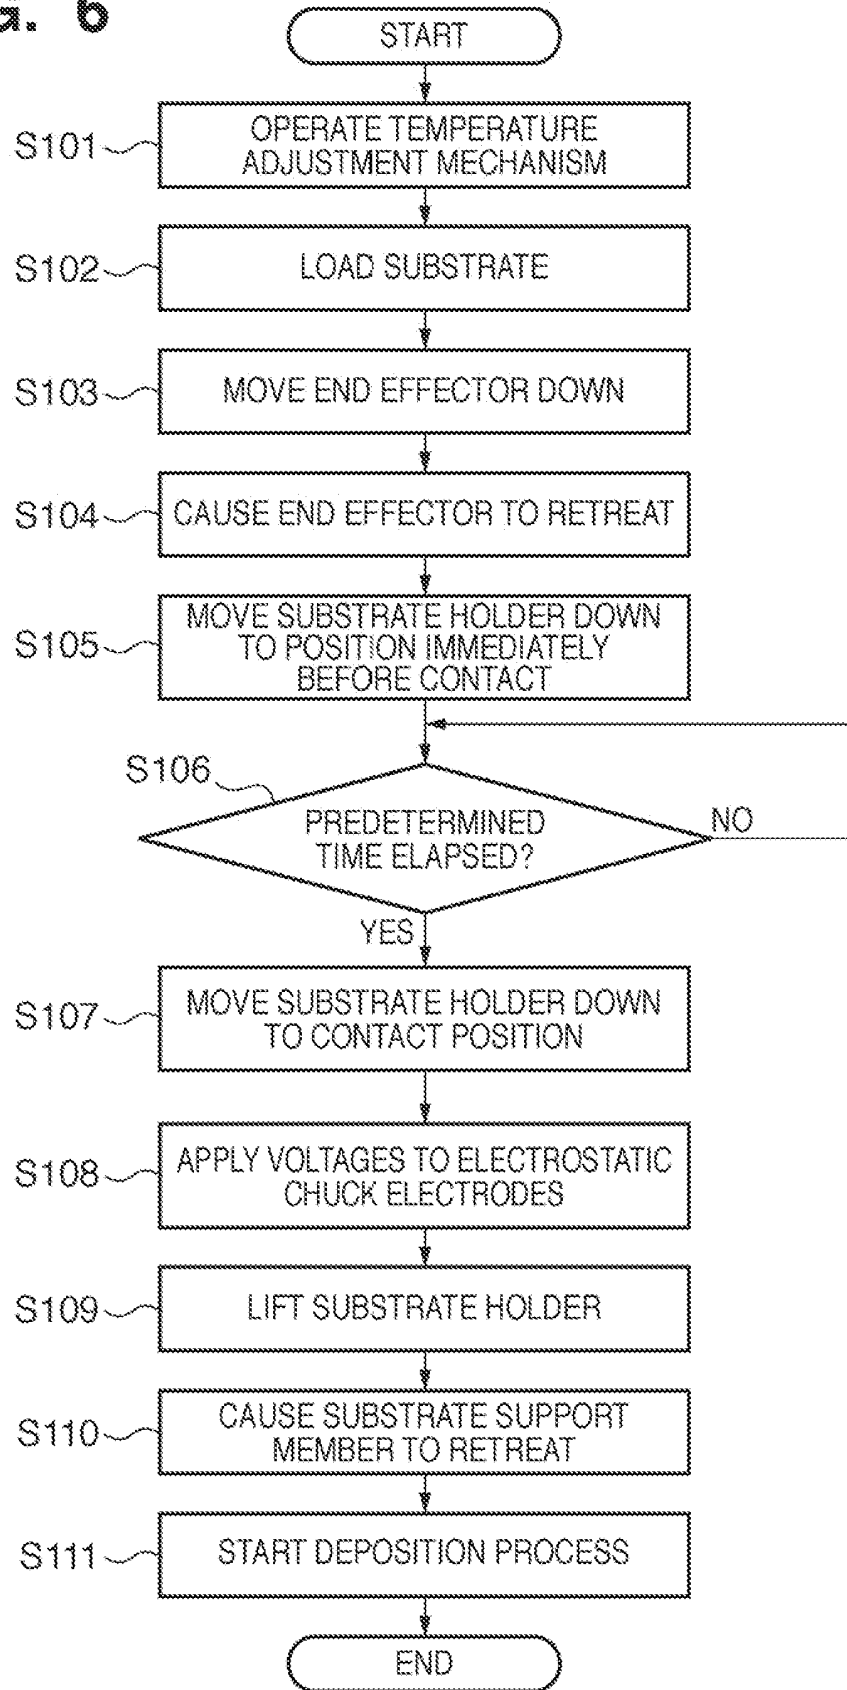 G. 6
START
S101
OPERATE TEMPERATURE
ADJUSTMENT MECHANISM
S102
LOAD SUBSTRATE
S103
MOVE END EFFECTOR DOWN
S104
CAUSE END EFFECTOR TO RETREAT
S105
MOVE SUBSTRATE HOLDER DOWN
TO POSITION IMMEDIATELY
BEFORE CONTACT
S106
PREDETERMINED
TIME ELAPSED?
NO
YES
S107
MOVE SUBSTRATE HOLDER DOWN
TO CONTACT POSITION
S108
APPLY VOLTAGES TO ELECTROSTATIC
CHUCK ELECTRODES
S109
LIFT SUBSTRATE HOLDER
S110
CAUSE SUBSTRATE SUPPORT
MEMBER TO RETREAT
S111
START DEPOSITION PROCESS
END